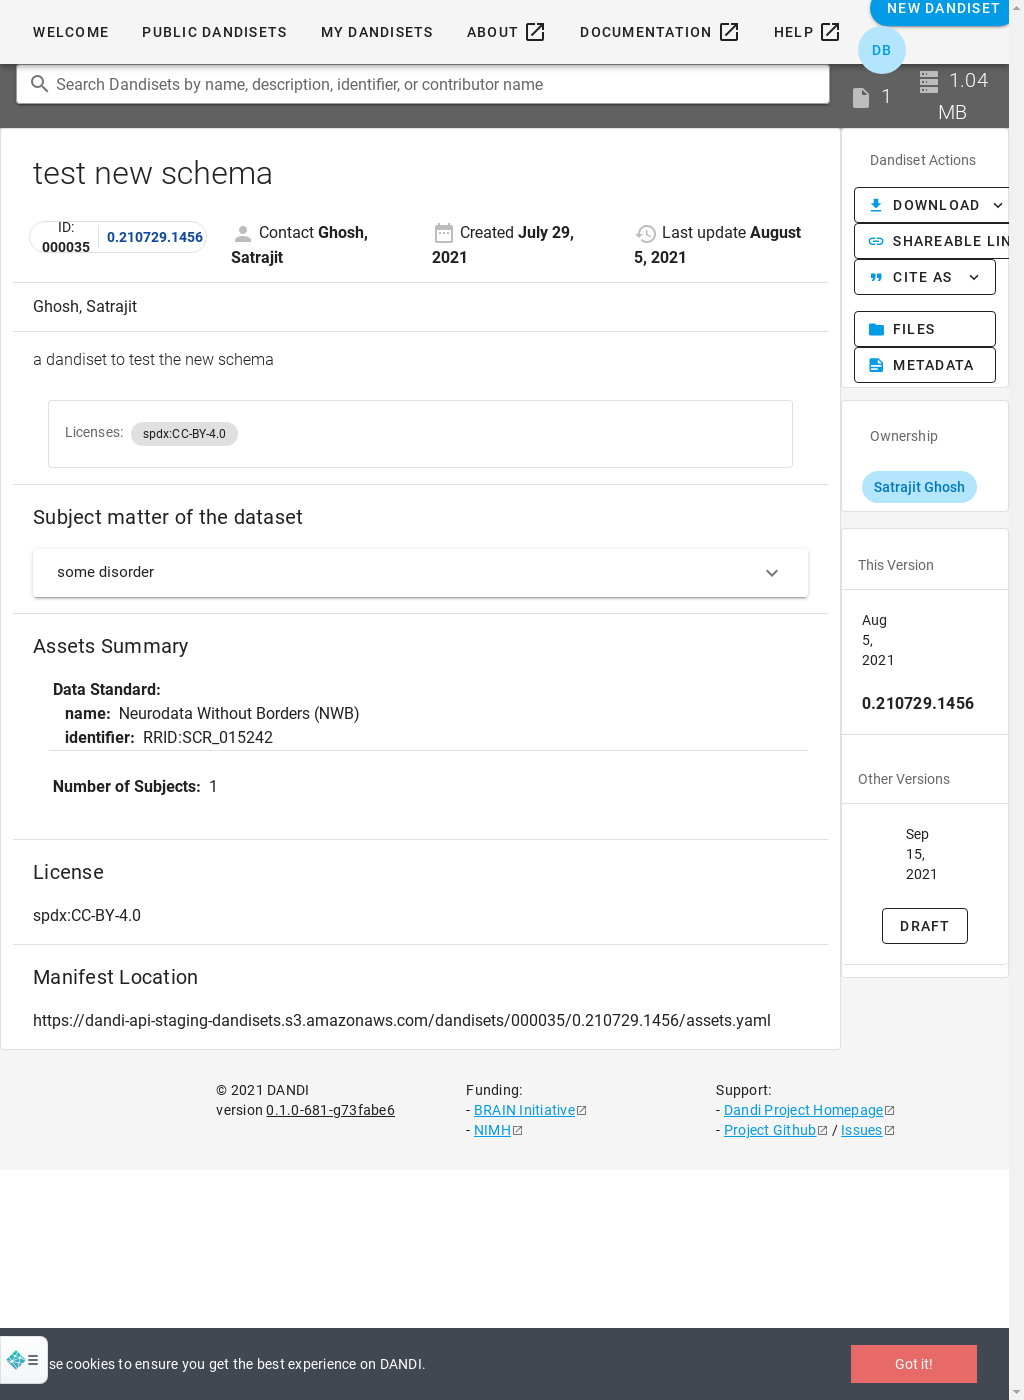 WELCOME
PUBLIC DANDISETS
MY DANDISETS
ABOUT
DOCUMENTATION
HELP
NEW DANDISET
DB
Search Dandisets by name, description, identifier, or contributor name
1
1.04
MB
test new schema
ID:
000035
0.210729.1456
Contact Ghosh,
Satrajit
Created July 29,
2021
Last update August
5, 2021
Ghosh, Satrajit
a dandiset to test the new schema
Licenses: spdx:CC-BY-4.0
Subject matter of the dataset
some disorder
Assets Summary
Data Standard:
name: Neurodata Without Borders (NWB)
identifier: RRID:SCR_015242
Number of Subjects: 1
License
spdx:CC-BY-4.0
Manifest Location
https://dandi-api-staging-dandisets.s3.amazonaws.com/dandisets/000035/0.210729.1456/assets.yaml
Dandiset Actions
DOWNLOAD
SHAREABLE LIN
CITE AS
FILES
METADATA
Ownership
Satrajit Ghosh
This Version
Aug
5,
2021
0.210729.1456
Other Versions
Sep
15,
2021
DRAFT
© 2021 DANDI
version 0.1.0-681-g73fabe6
Funding:
- BRAIN Initiative
- NIMH
Support:
- Dandi Project Homepage
- Project Github / Issues
se cookies to ensure you get the best experience on DANDI.
Got it!